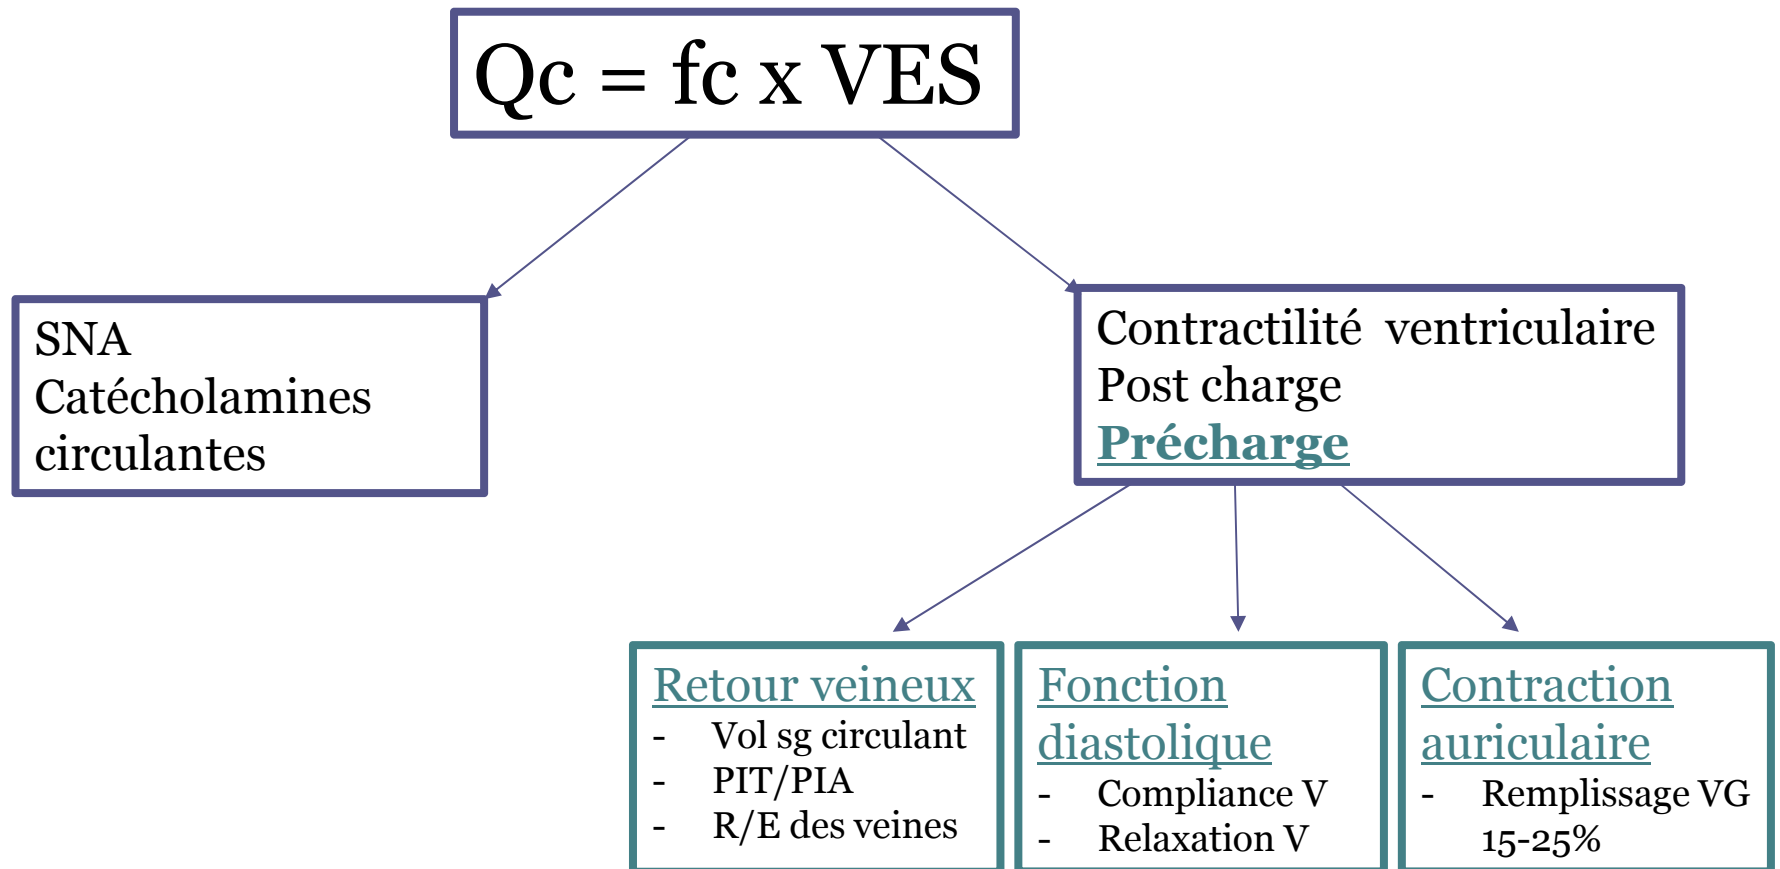 Qc = fc x VES
SNA
Catécholamines
circulantes
Contractilité ventriculaire
Post charge
Précharge
Retour veineux
- Vol sg circulant
- PIT/PIA
- R/E des veines
Fonction
diastolique
- Compliance V
- Relaxation V
Contraction
auriculaire
- Remplissage VG
15-25%